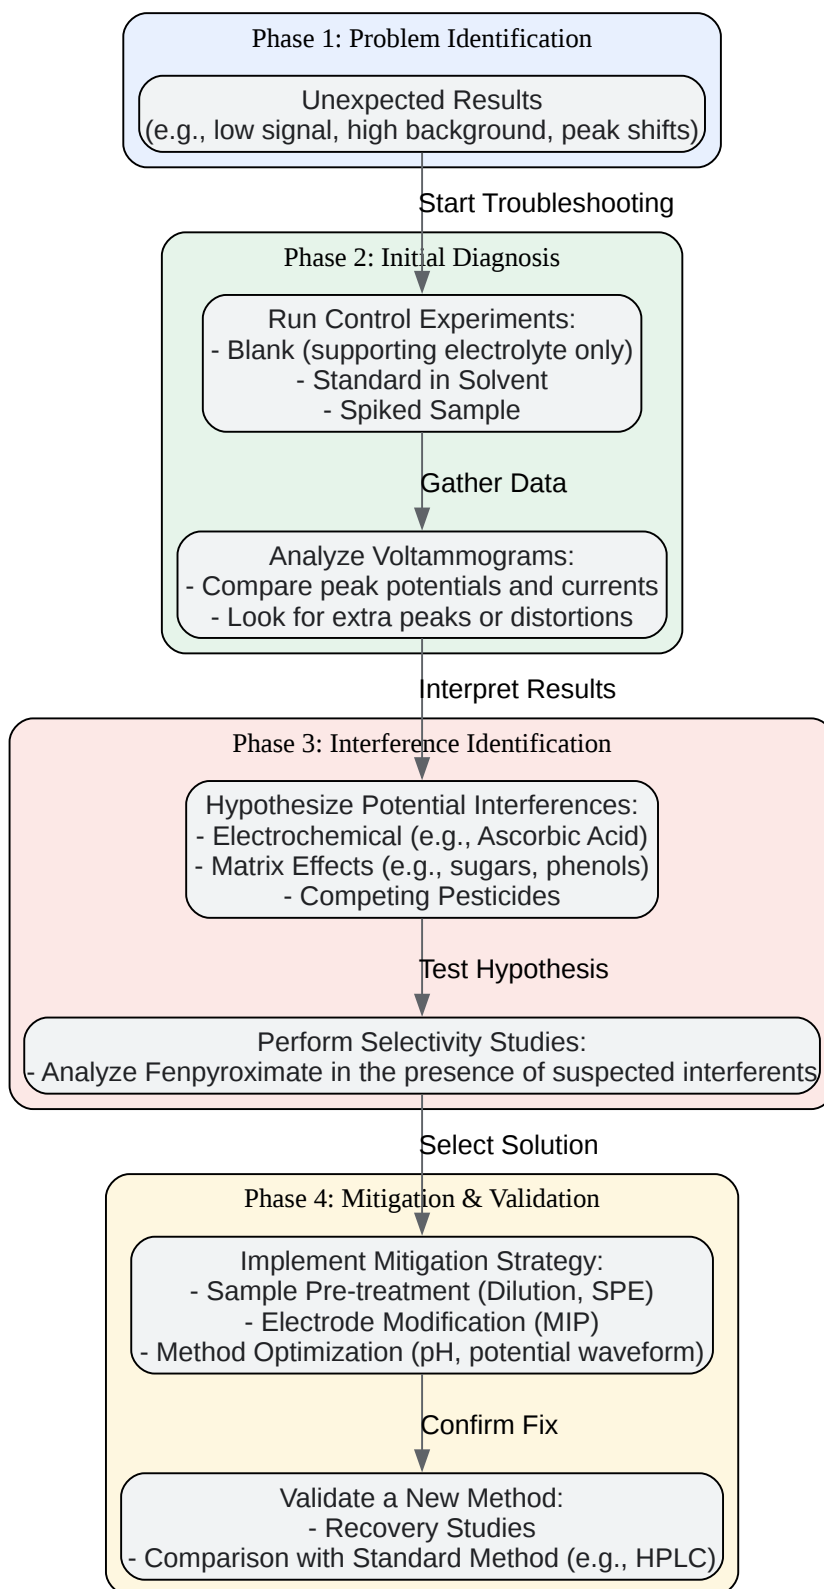 Phase 1: Problem Identification
Unexpected Results
(e.g., low signal, high background, peak shifts)
Start Troubleshooting
Phase 2: Initial Diagnosis
Run Control Experiments:
- Blank (supporting electrolyte only)
- Standard in Solvent
- Spiked Sample
Gather Data
Analyze Voltammograms:
- Compare peak potentials and currents
- Look for extra peaks or distortions
Interpret Results
Phase 3: Interference Identification
Hypothesize Potential Interferences:
- Electrochemical (e.g., Ascorbic Acid)
- Matrix Effects (e.g., sugars, phenols)
- Competing Pesticides
Test Hypothesis
Perform Selectivity Studies:
- Analyze Fenpyroximate in the presence of suspected interferents
Select Solution
Phase 4: Mitigation & Validation
Implement Mitigation Strategy:
- Sample Pre-treatment (Dilution, SPE)
- Electrode Modification (MIP)
- Method Optimization (pH, potential waveform)
Confirm Fix
Validate a New Method:
- Recovery Studies
- Comparison with Standard Method (e.g., HPLC)